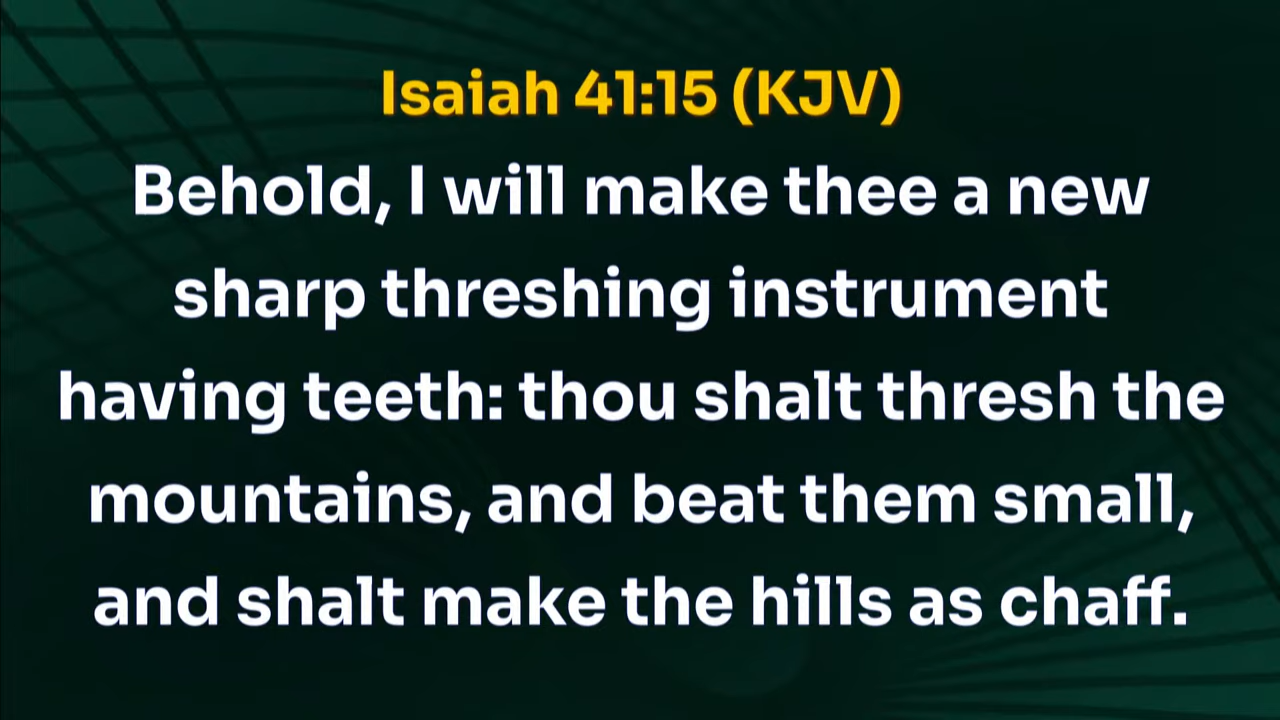 Isaiah 41:15 (KJV)
Behold, I will make thee a new
sharp threshing instrument
having teeth: thou shalt thresh the
mountains, and beat them small,
and shalt make the hills as chaff.